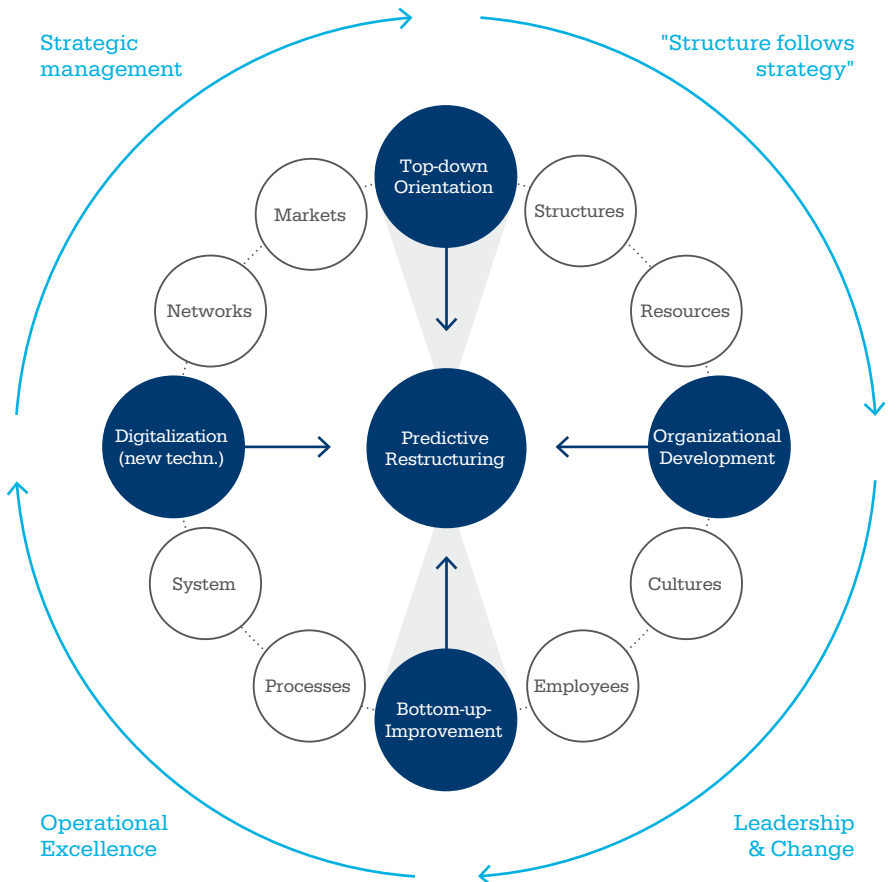 Strategic
management
"Structure follows
strategy"
Top-down
Orientation
Markets
Structures
Networks
Resources
Digitalization
(new techn.)
Predictive
Restructuring
Organizational
Development
System
Cultures
Processes
Employees
Bottom-up-
Improvement
Operational
Excellence
Leadership
& Change